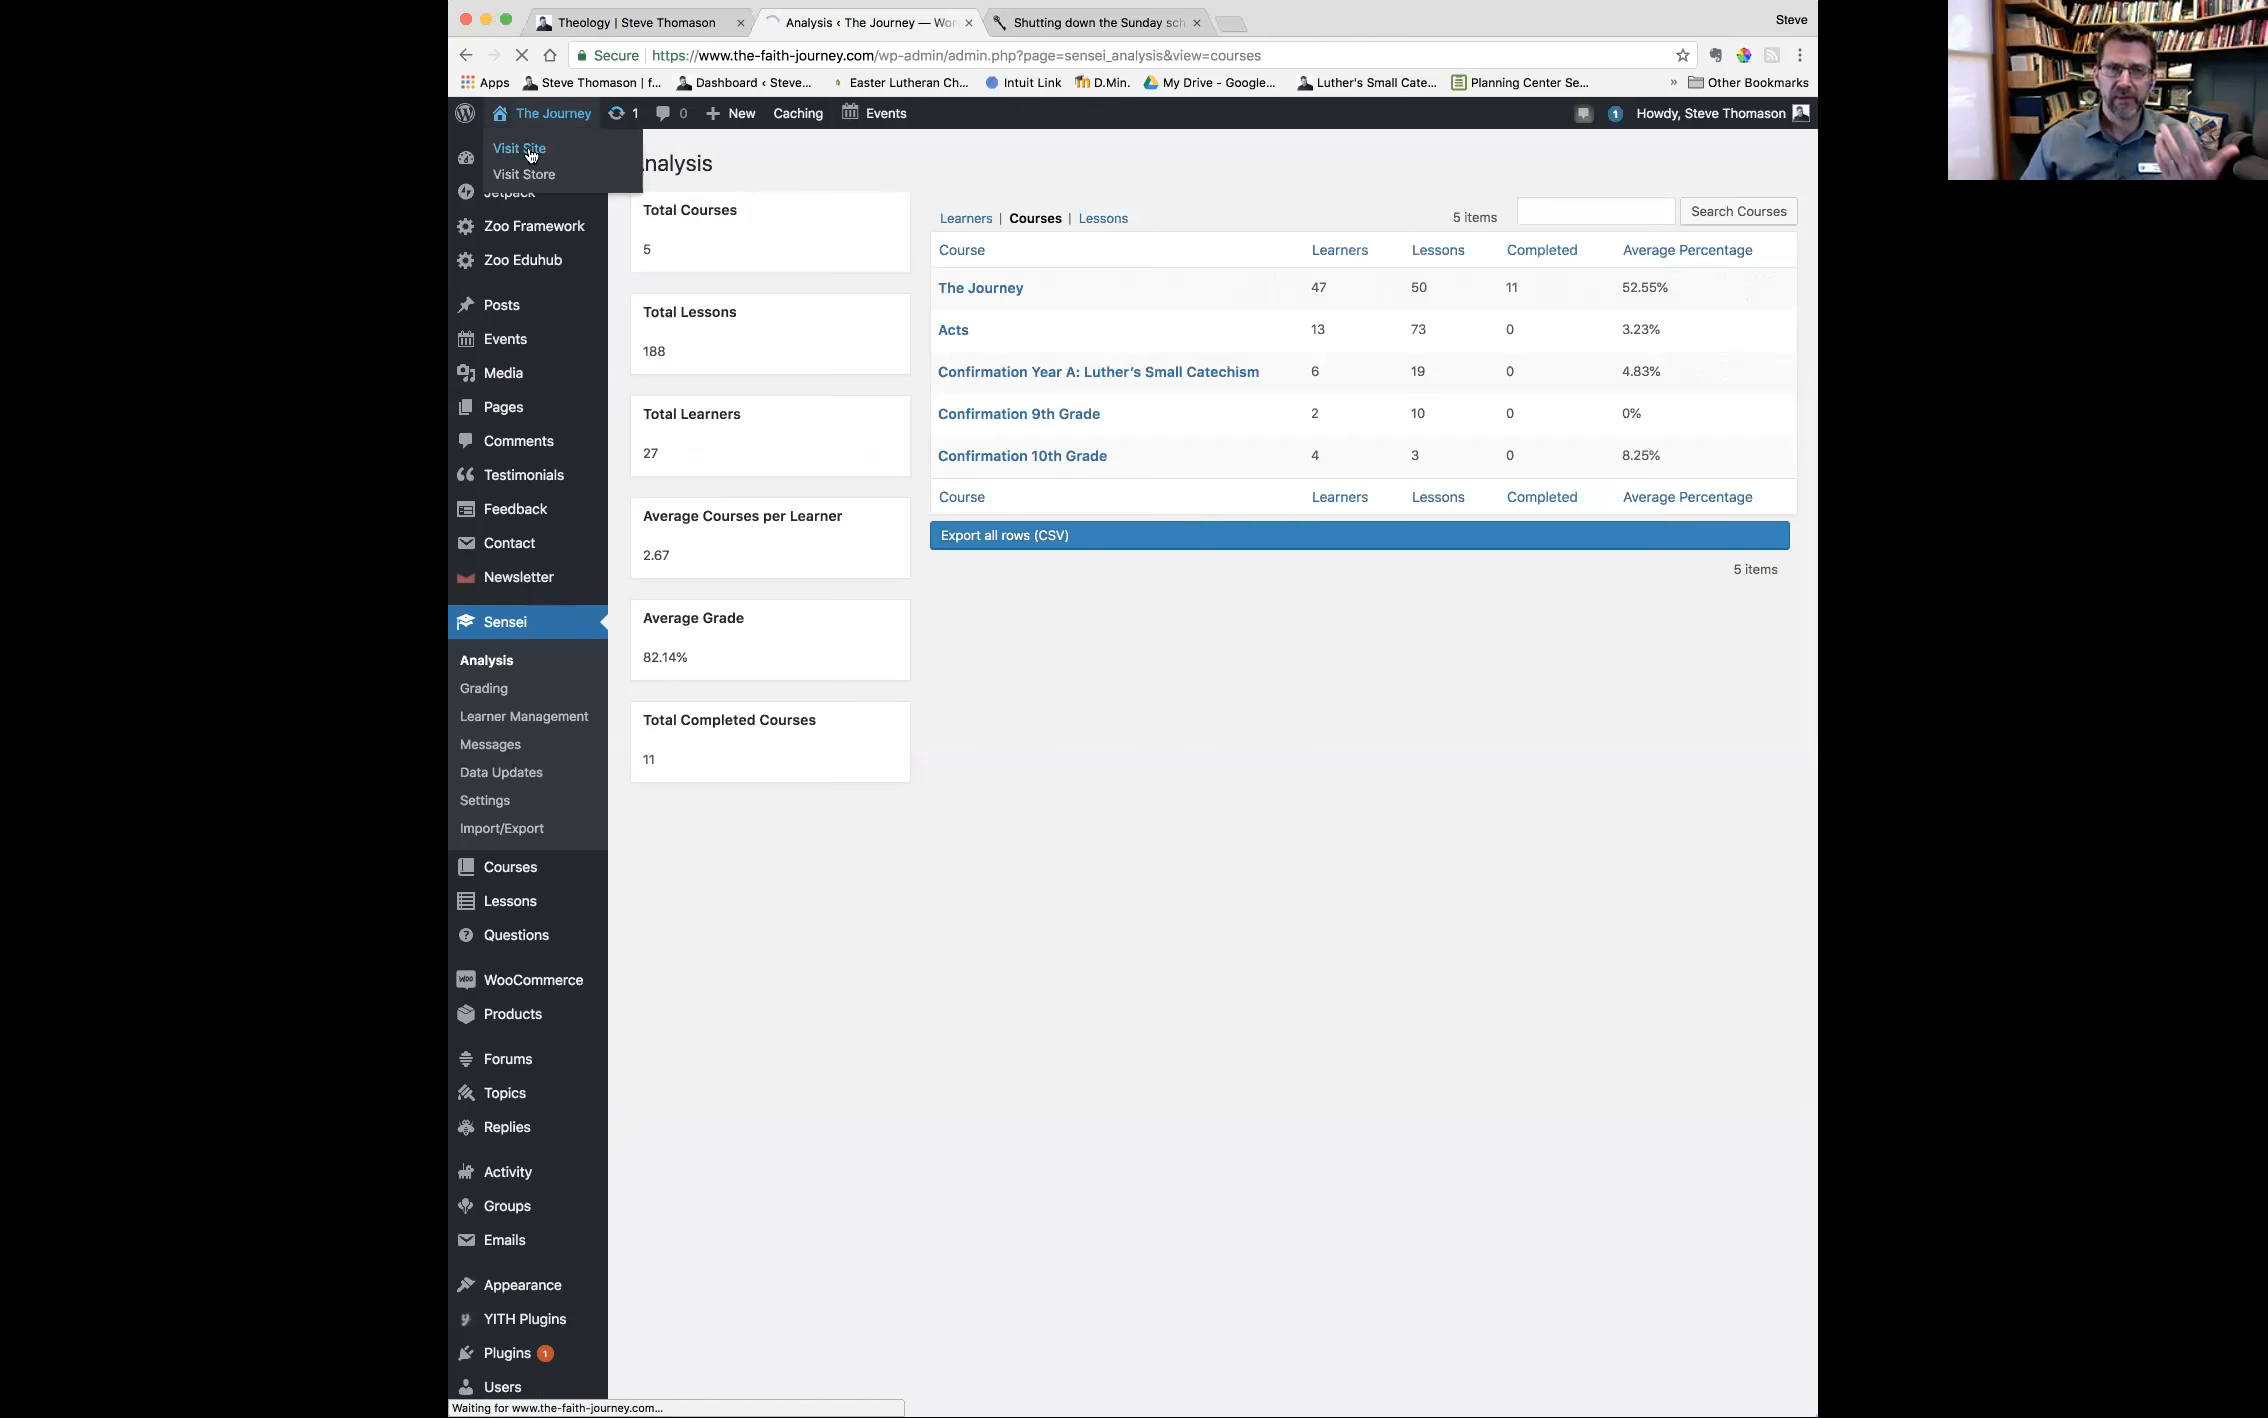 Theology | Steve Thomason
Analysis ‹ The Journey — Wor
Shutting down the Sunday sch
Steve
Secure
https://www.the-faith-journey.com/wp-admin/admin.php?page=sensei_analysis&view=courses
Apps
Steve Thomason | f...
Dashboard ‹ Steve...
Easter Lutheran Ch...
Intuit Link
D.Min.
My Drive - Google...
Luther's Small Cate...
Planning Center Se...
»
Other Bookmarks
The Journey
1
0
New
Caching
Events
1
Howdy, Steve Thomason
Visit Site
Visit Store
Jetpack
Zoo Framework
Zoo Eduhub
Posts
Events
Media
Pages
Comments
Testimonials
Feedback
Contact
Newsletter
Sensei
Analysis
Grading
Learner Management
Messages
Data Updates
Settings
Import/Export
Courses
Lessons
Questions
WooCommerce
Products
Forums
Topics
Replies
Activity
Groups
Emails
Appearance
YITH Plugins
Plugins 1
Users
Waiting for www.the-faith-journey.com...
nalysis
Total Courses
5
Total Lessons
188
Total Learners
27
Average Courses per Learner
2.67
Average Grade
82.14%
Total Completed Courses
11
Learners | Courses | Lessons
5 items
Search Courses
Course Learners Lessons Completed Average Percentage
The Journey 47 50 11 52.55%
Acts 13 73 0 3.23%
Confirmation Year A: Luther's Small Catechism 6 19 0 4.83%
Confirmation 9th Grade 2 10 0 0%
Confirmation 10th Grade 4 3 0 8.25%
Course Learners Lessons Completed Average Percentage
Export all rows (CSV)
5 items